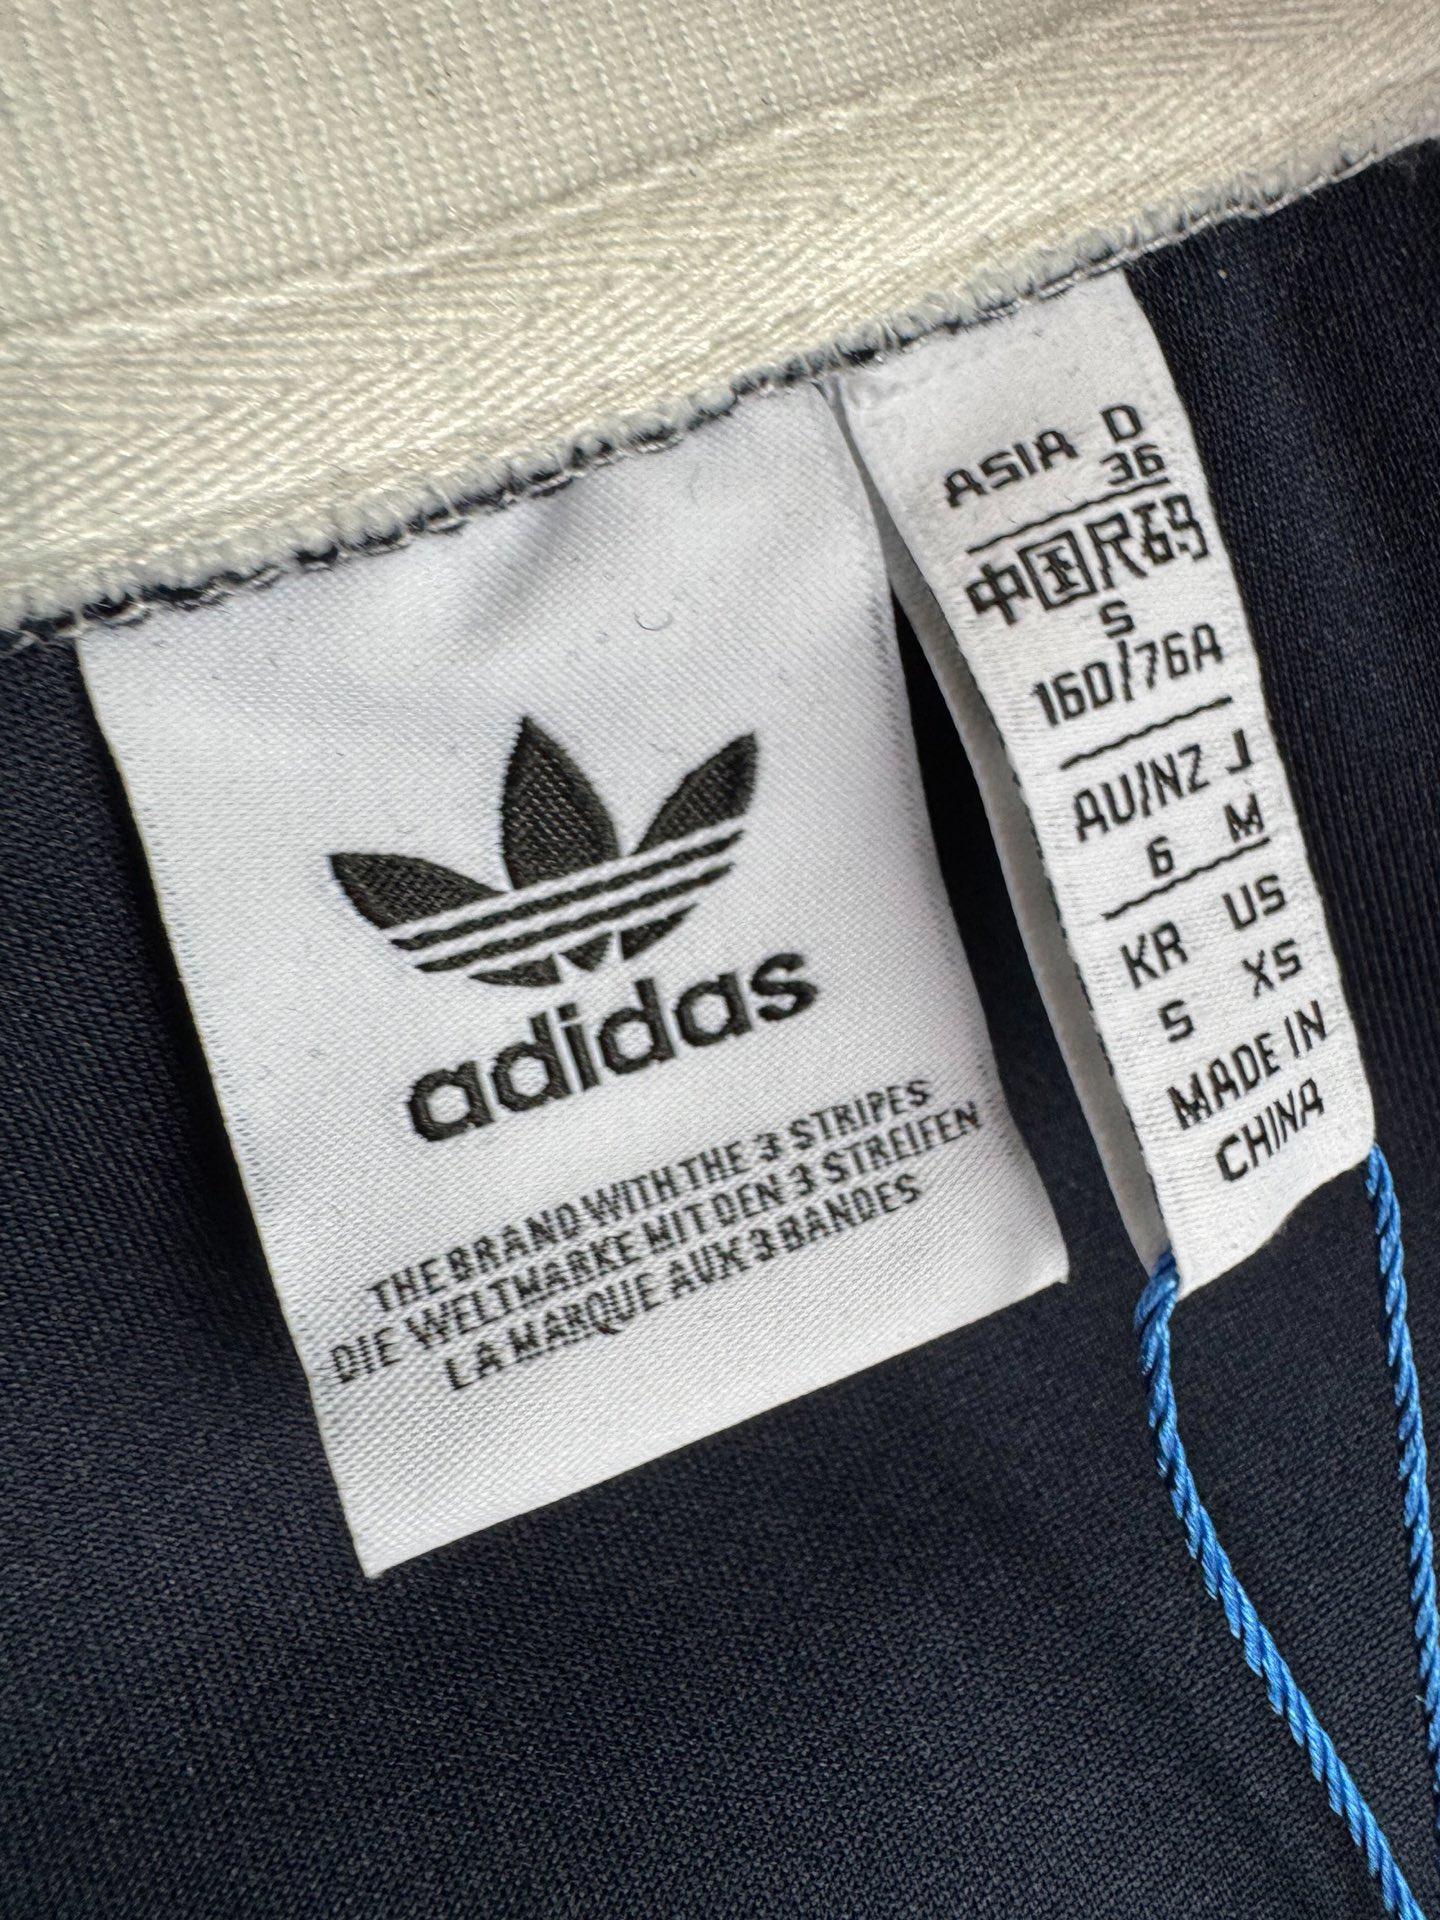 adidas
THE BRAND WITH THE 3 STRIPES
DIE WELTMARKE MIT DEN 3 STREIFEN
LA MARQUE AUX 3 BANDES
ASIA D
36
中国尺码
S
160/76A
AU/NZ J
6 M
KR US
S XS
MADE IN
CHINA